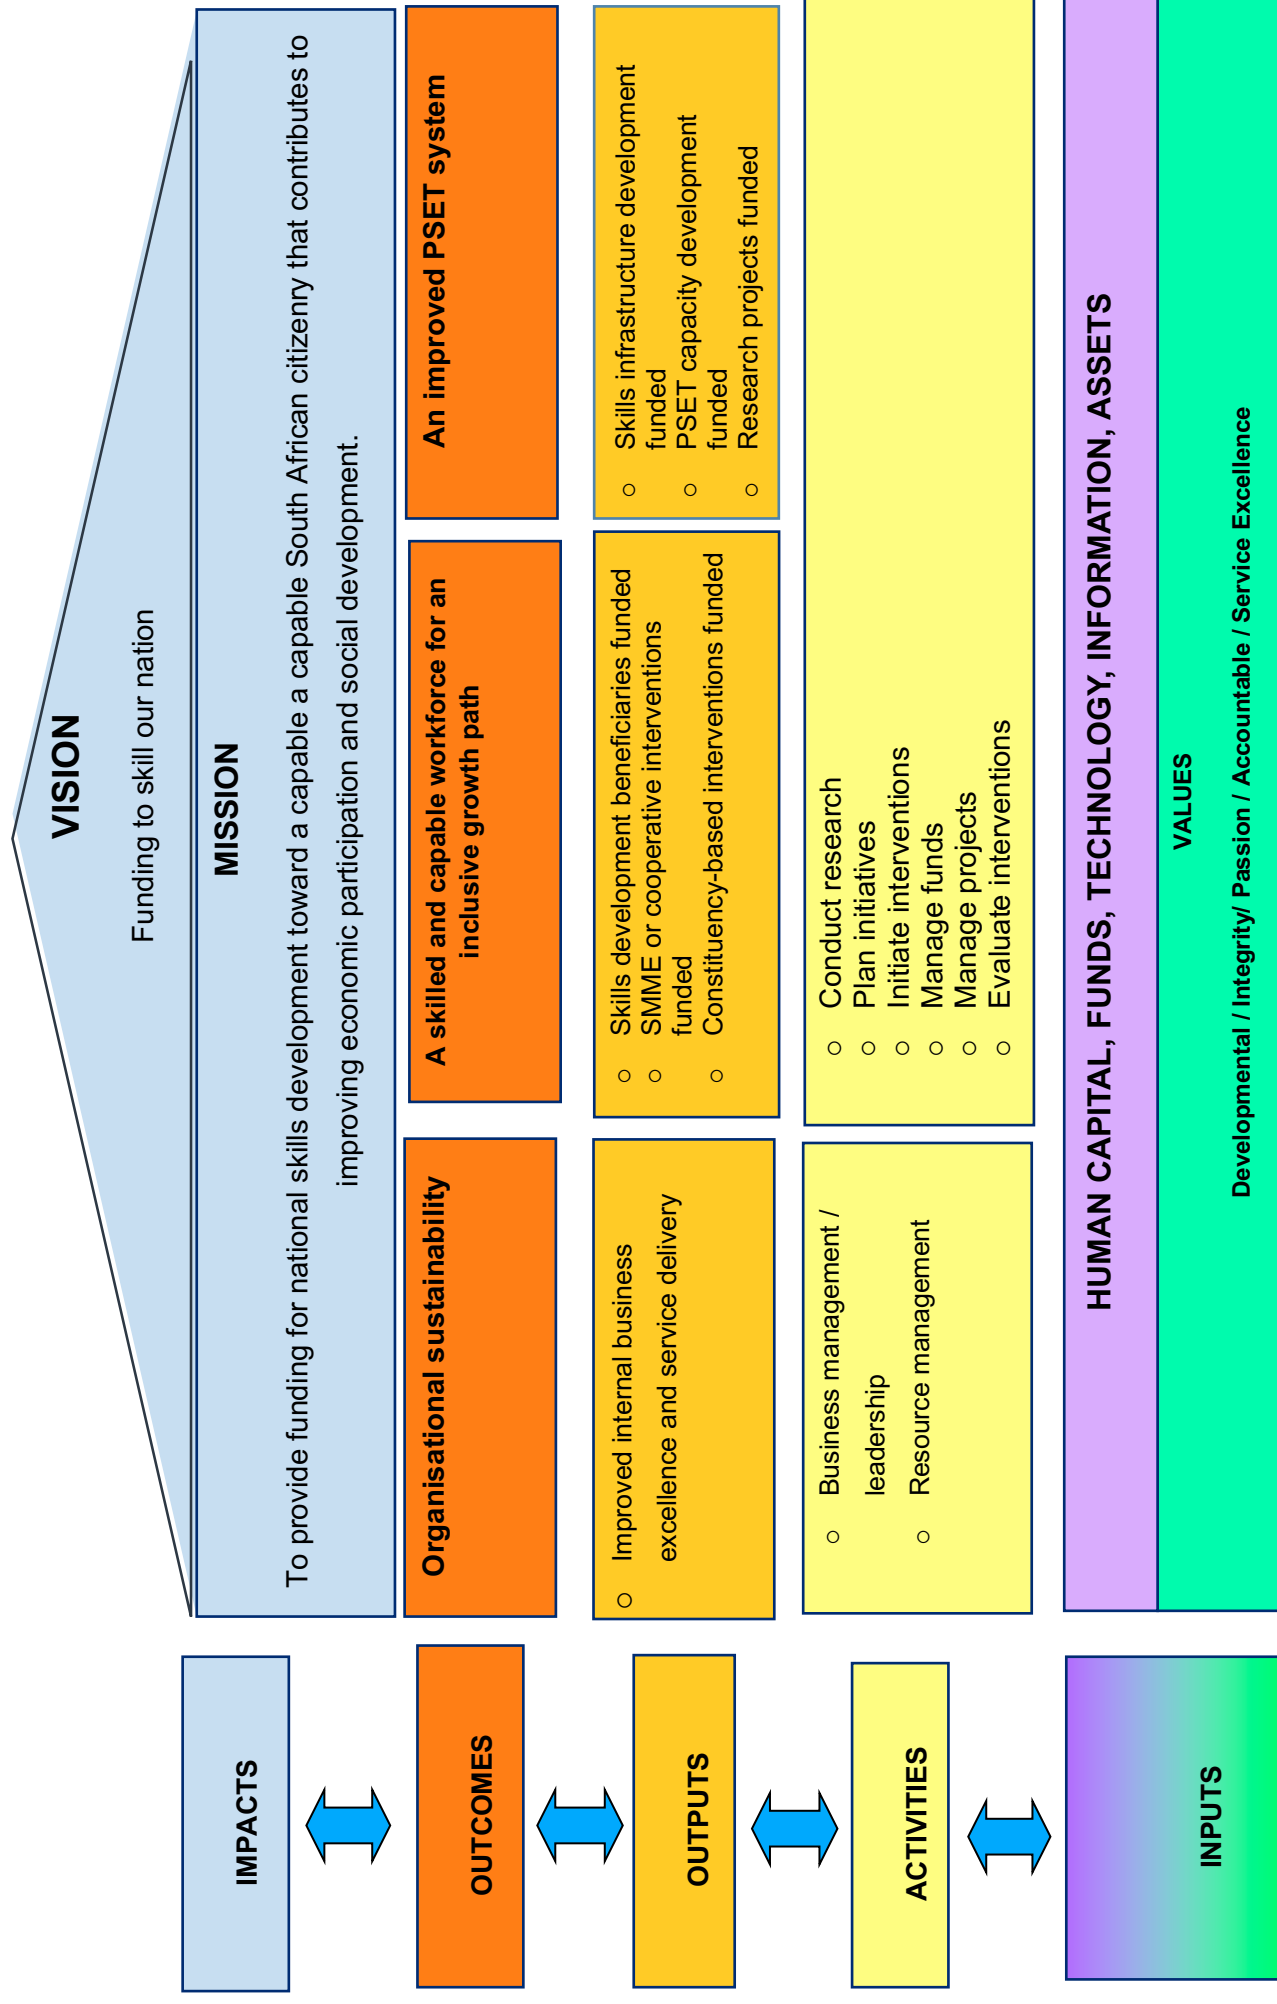 VISION
Funding to skill our nation
MISSION
To provide funding for national skills development toward a capable a capable South African citizenry that contributes to
improving economic participation and social development.
IMPACTS
OUTCOMES
Organisational sustainability
A skilled and capable workforce for an
inclusive growth path
An improved PSET system
OUTPUTS
○ Improved internal business
excellence and service delivery
○ Skills development beneficiaries funded
○ SMME or cooperative interventions
funded
○ Constituency-based interventions funded
○ Skills infrastructure development
funded
○ PSET capacity development
funded
○ Research projects funded
ACTIVITIES
○ Business management /
leadership
○ Resource management
○ Conduct research
○ Plan initiatives
○ Initiate interventions
○ Manage funds
○ Manage projects
○ Evaluate interventions
INPUTS
HUMAN CAPITAL, FUNDS, TECHNOLOGY, INFORMATION, ASSETS
VALUES
Developmental / Integrity/ Passion / Accountable / Service Excellence